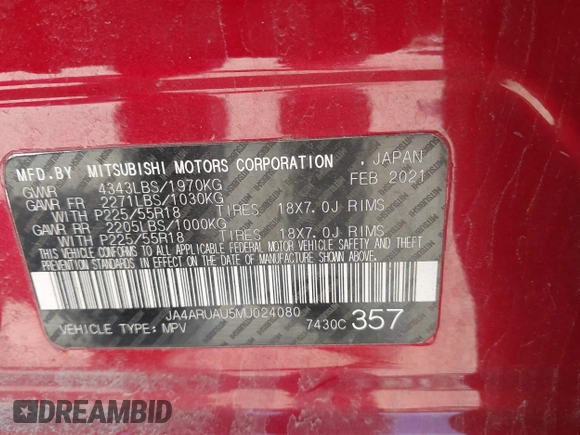 MFD.BY MITSUBISHI MOTORS CORPORATION . JAPAN
GVWR 4343LBS/1970KG FEB 2021
GAWR FR 2271LBS/1030KG
WITH P225/55R18 TIRES 18X7.0J RIMS
GAWR RR 2205LBS/1000KG
WITH P225/55R18 TIRES 18X7.0J RIMS
THIS VEHICLE CONFORMS TO ALL APPLICABLE FEDERAL MOTOR VEHICLE SAFETY AND
THEFT PREVENTION STANDARDS IN EFFECT ON THE DATE OF MANUFACTURE SHOWN ABOVE.
JA4ARUAU5MU024080
VEHICLE TYPE: MPV 7430C 357
DREAMBID